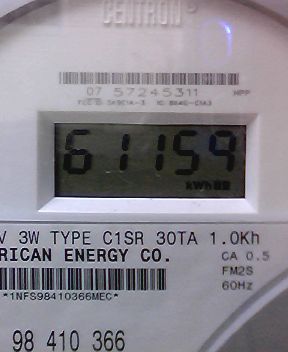 CENTRON
07 57245311 MPP
61159
kWh
V 3W TYPE C1SR 30TA 1.0Kh
RICAN ENERGY CO. CA 0.5
FM2S
*1NFS98410366MEC* 60Hz
98 410 366